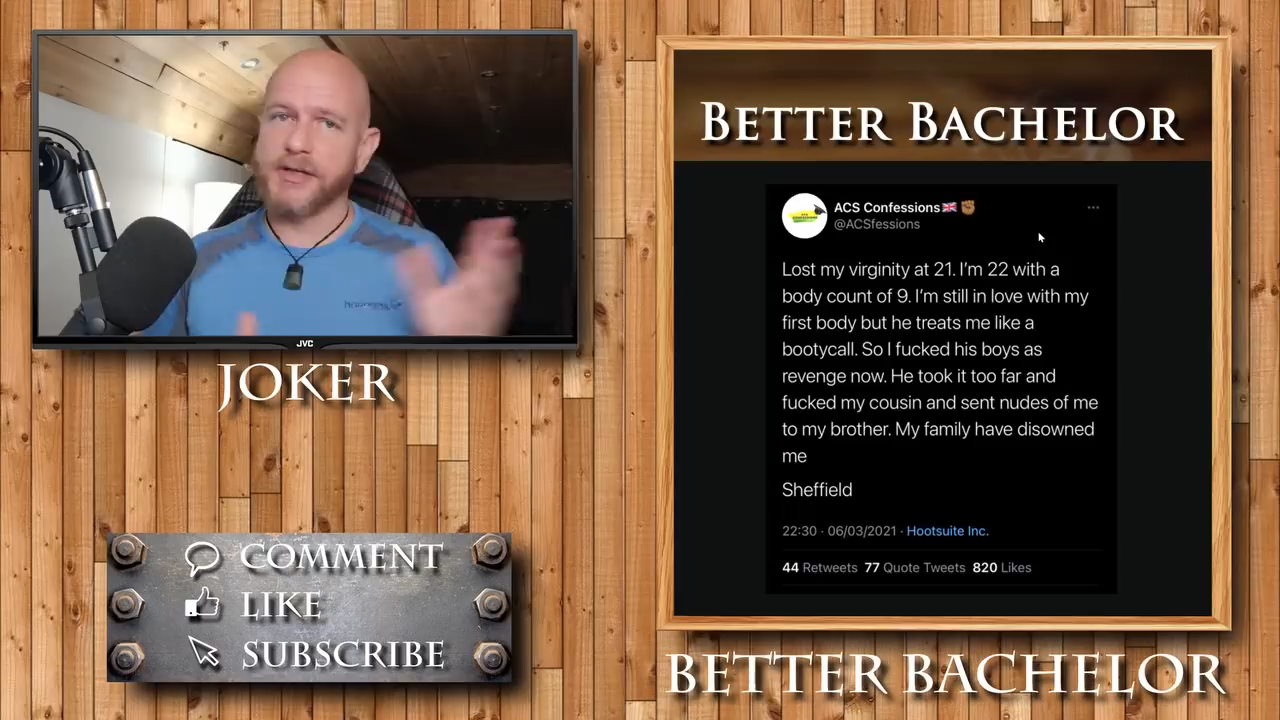 JVC
JOKER
COMMENT
LIKE
SUBSCRIBE
BETTER BACHELOR
ACS Confessions🇬🇧✊🏾
@ACSfessions
Lost my virginity at 21. I'm 22 with a
body count of 9. I'm still in love with my
first body but he treats me like a
bootycall. So I fucked his boys as
revenge now. He took it too far and
fucked my cousin and sent nudes of me
to my brother. My family have disowned
me
Sheffield
22:30 · 06/03/2021 · Hootsuite Inc.
44 Retweets 77 Quote Tweets 820 Likes
BETTER BACHELOR